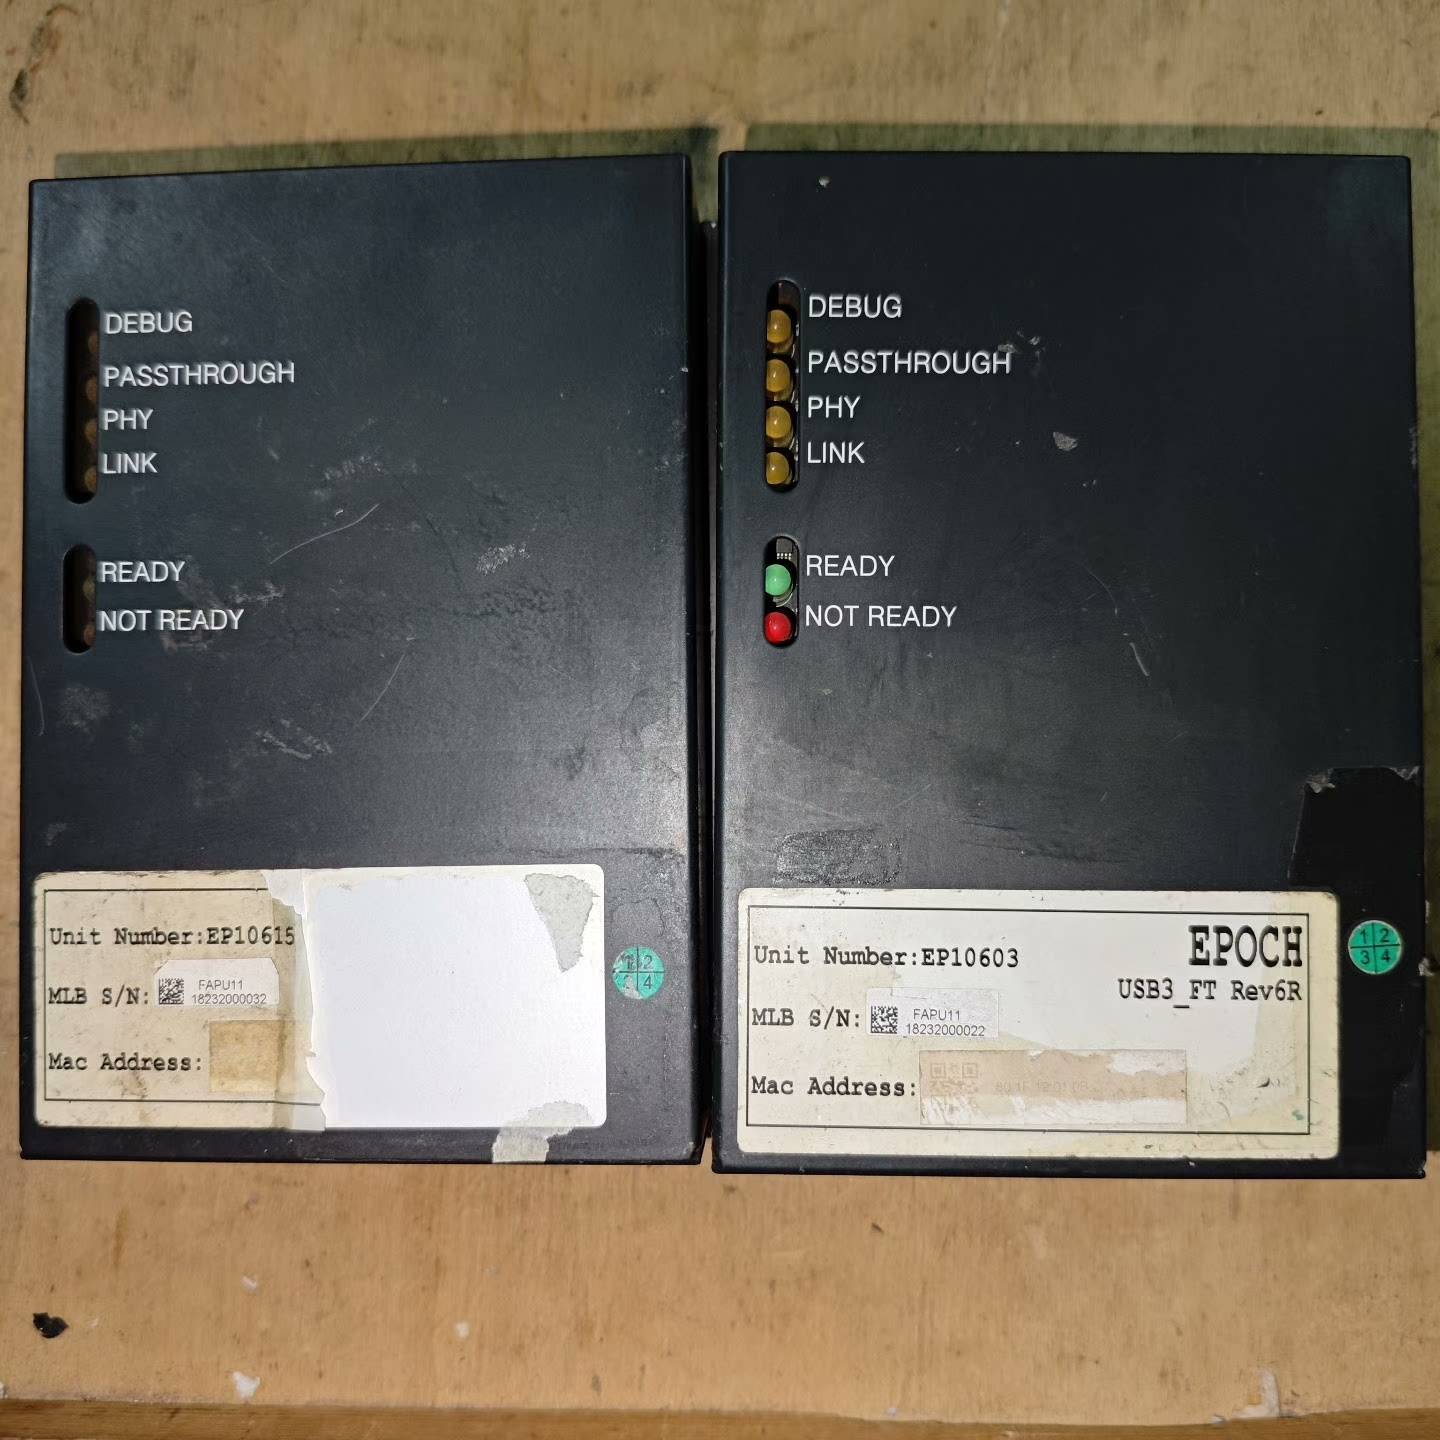 DEBUG
PASSTHROUGH
PHY
LINK
READY
NOT READY
Unit Number:EP10615
MLB S/N:
FAPU11
18232000032
Mac Address:
2
4
DEBUG
PASSTHROUGH
PHY
LINK
READY
NOT READY
EPOCH
Unit Number:EP10603
USB3_FT Rev6R
MLB S/N:
FAPU11
18232000022
Mac Address:
1 2
3 4